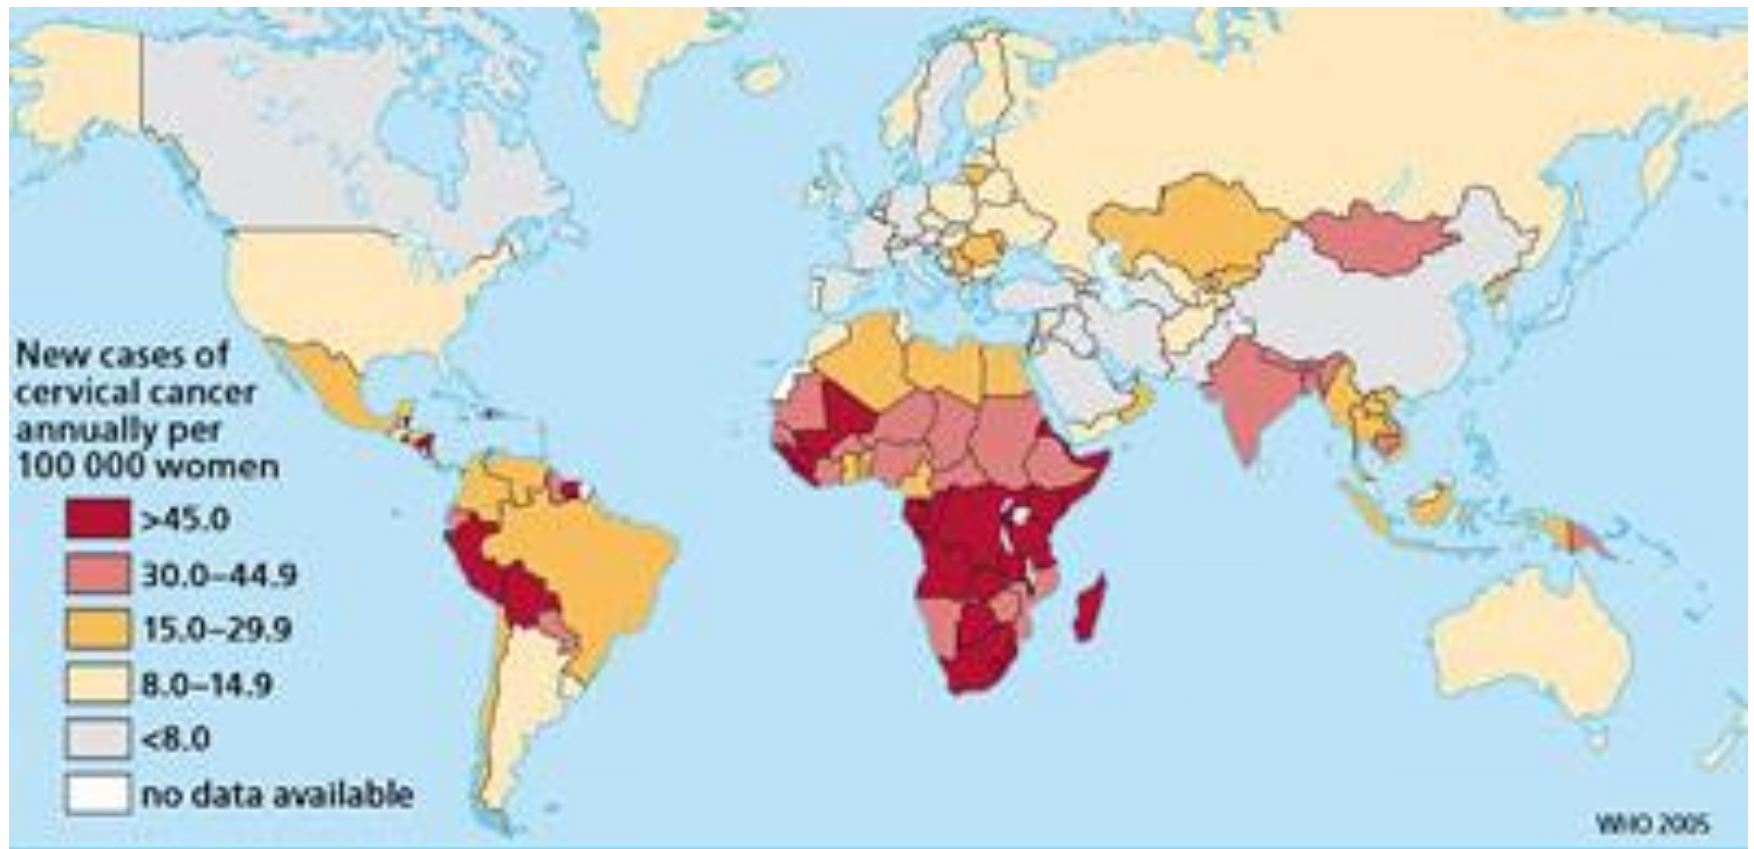 New cases of
cervical cancer
annually per
100 000 women
>45.0
30.0–44.9
15.0–29.9
8.0–14.9
<8.0
no data available
WHO 2005